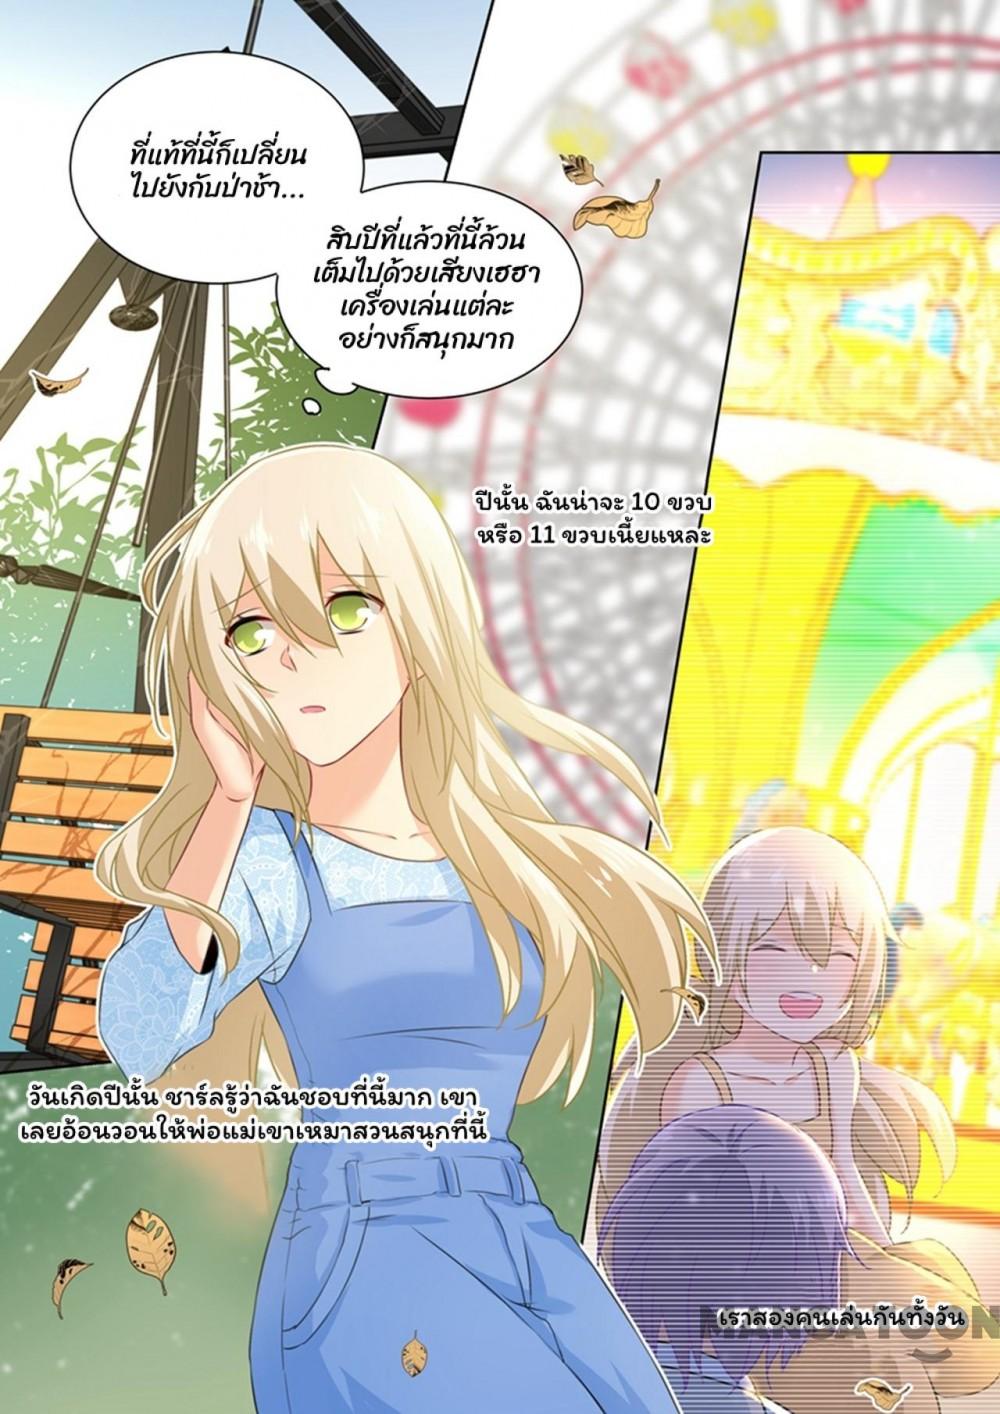 ที่แท้ที่นี้ก็เปลี่ยน
ไปยังกับป่าช้า...
สิบปีที่แล้วที่นี้ล้วน
เต็มไปด้วยเสียงเฮฮา
เครื่องเล่นแต่ละ
อย่างก็สนุกมาก
ปีนั้น ฉันน่าจะ 10 ขวบ
หรือ 11 ขวบเนี้ยแหละ
วันเกิดปีนั้น ชาร์ลรู้ว่าฉันชอบที่นี้มาก เขา
เลยอ้อนวอนให้พ่อแม่เขาเหมาสวนสนุกที่นี้
เราสองคนเล่นกันทั้งวัน
MANGATOON